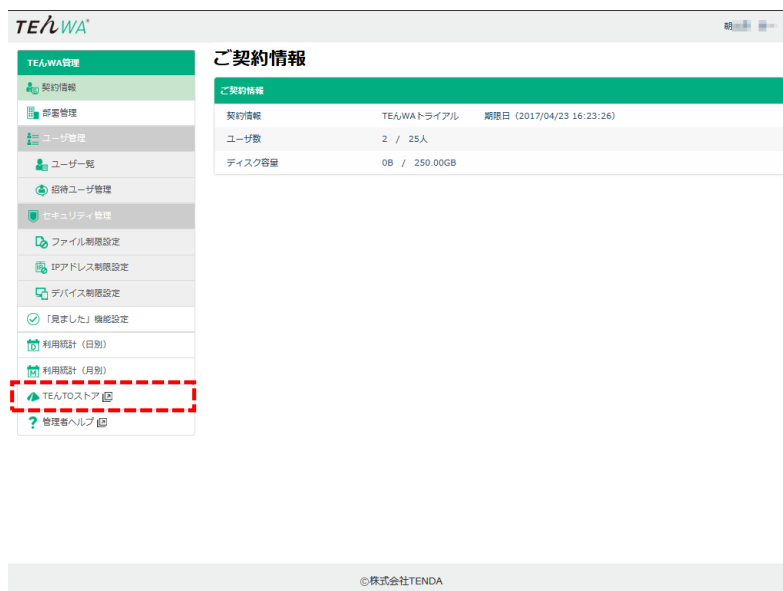 TEんWA
朝
TEんWA管理
ご契約情報
契約情報
ご契約情報
部署管理
契約情報 TEんWAトライアル 期限日（2017/04/23 16:23:26）
ユーザ管理
ユーザ数 2 / 25人
ユーザ一覧
ディスク容量 0B / 250.00GB
招待ユーザ管理
セキュリティ管理
ファイル制限設定
IPアドレス制限設定
デバイス制限設定
「見ました」機能設定
利用統計（日別）
利用統計（月別）
TEんTOストア
管理者ヘルプ
©株式会社TENDA